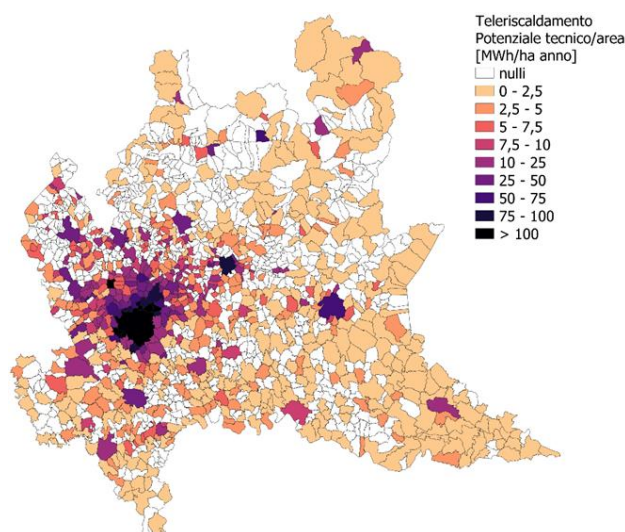 Teleriscaldamento
Potenziale tecnico/area
[MWh/ha anno]
nulli
0 - 2,5
2,5 - 5
5 - 7,5
7,5 - 10
10 - 25
25 - 50
50 - 75
75 - 100
> 100